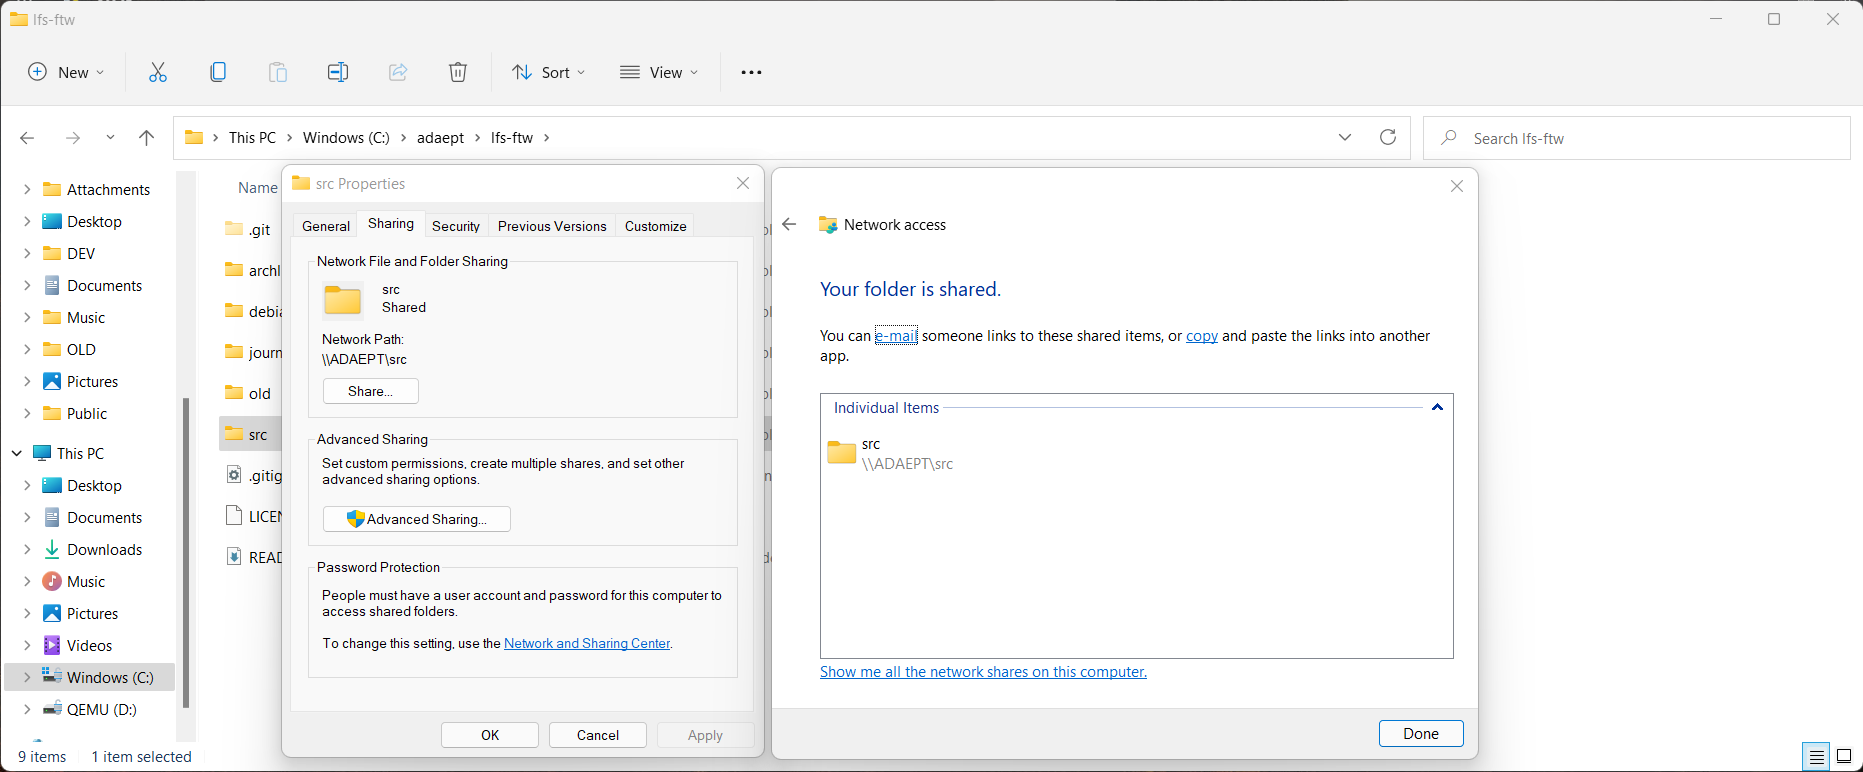 lfs-ftw
New
Sort
View
This PC
Windows (C:)
adaept
lfs-ftw
Search lfs-ftw
Attachments
Desktop
DEV
Documents
Music
OLD
Pictures
Public
This PC
Desktop
Documents
Downloads
Music
Pictures
Videos
Windows (C:)
QEMU (D:)
9 items
1 item selected
Name
.git
archl
debia
journ
old
src
.gitig
LICEN
READ
src Properties
General
Sharing
Security
Previous Versions
Customize
Network File and Folder Sharing
src
Shared
Network Path:
\\ADAEPT\src
Share...
Advanced Sharing
Set custom permissions, create multiple shares, and set other
advanced sharing options.
Advanced Sharing...
Password Protection
People must have a user account and password for this computer to
access shared folders.
To change this setting, use the Network and Sharing Center.
OK
Cancel
Apply
Network access
Your folder is shared.
You can e-mail someone links to these shared items, or copy and paste the links into another
app.
Individual Items
src
\\ADAEPT\src
Show me all the network shares on this computer.
Done